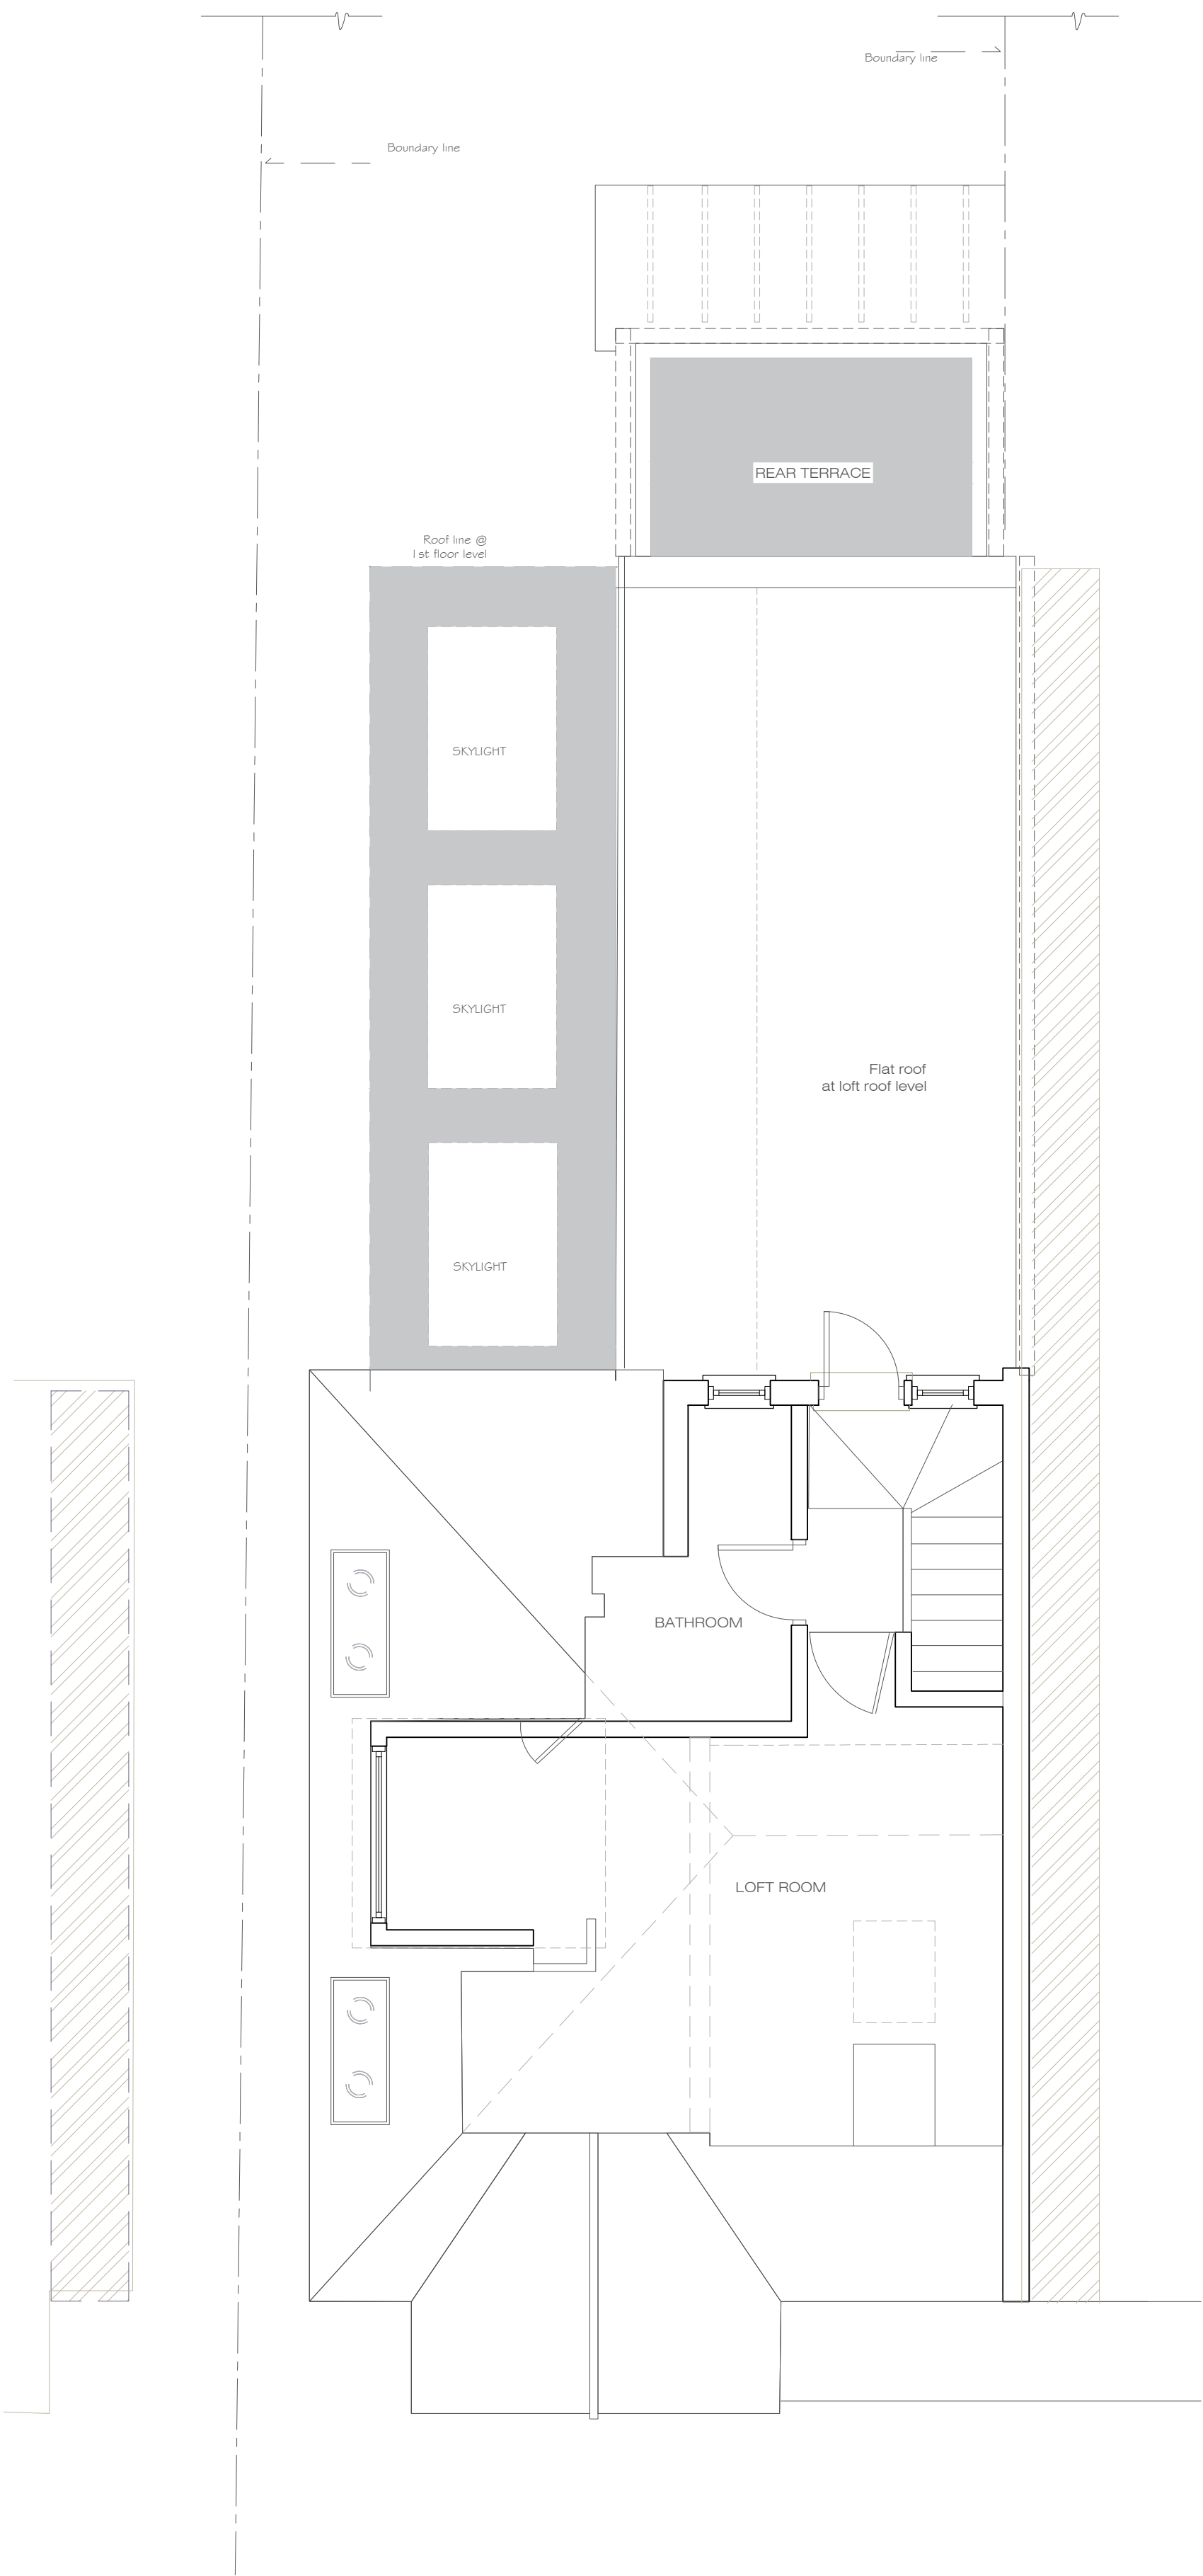 Boundary line
Boundary line
REAR TERRACE
Roof line @
1st floor level
SKYLIGHT
SKYLIGHT
Flat roof
at loft roof level
SKYLIGHT
BATHROOM
LOFT ROOM